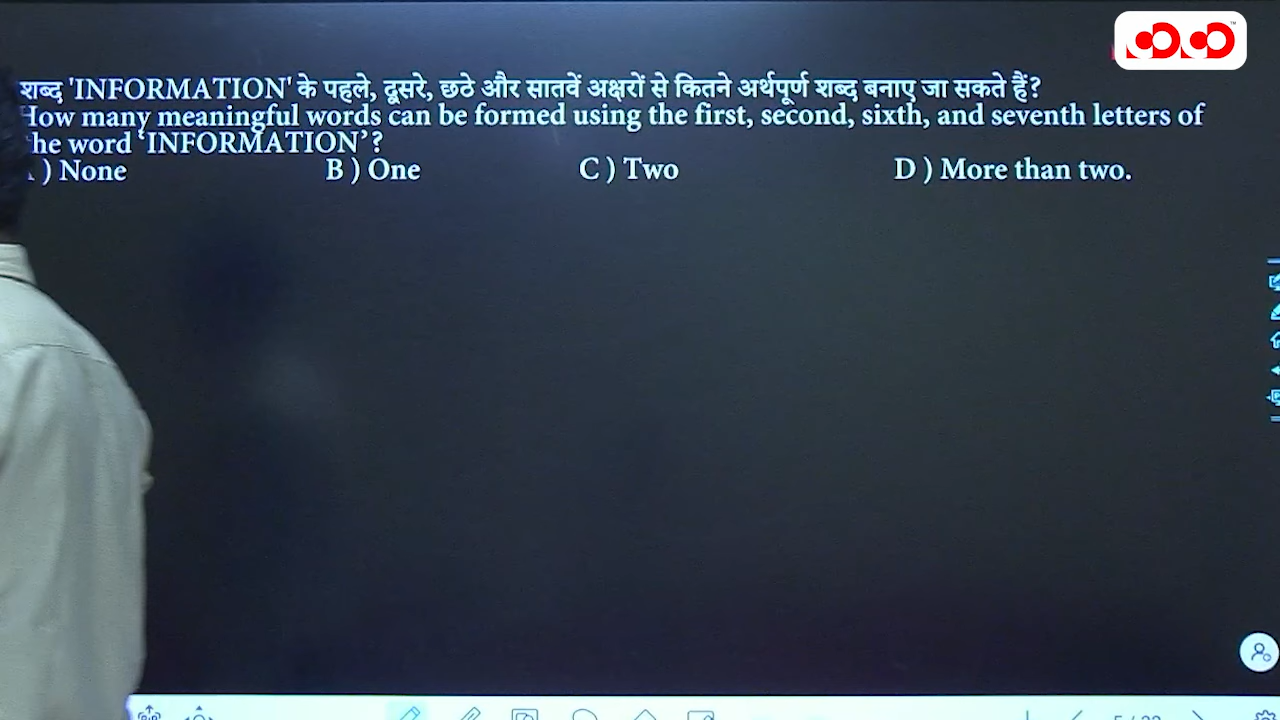 शब्द 'INFORMATION' के पहले, दूसरे, छठे और सातवें अक्षरों से कितने अर्थपूर्ण शब्द बनाए जा सकते हैं?
How many meaningful words can be formed using the first, second, sixth, and seventh letters of
the word ‘INFORMATION’?
) None B ) One C ) Two D ) More than two.